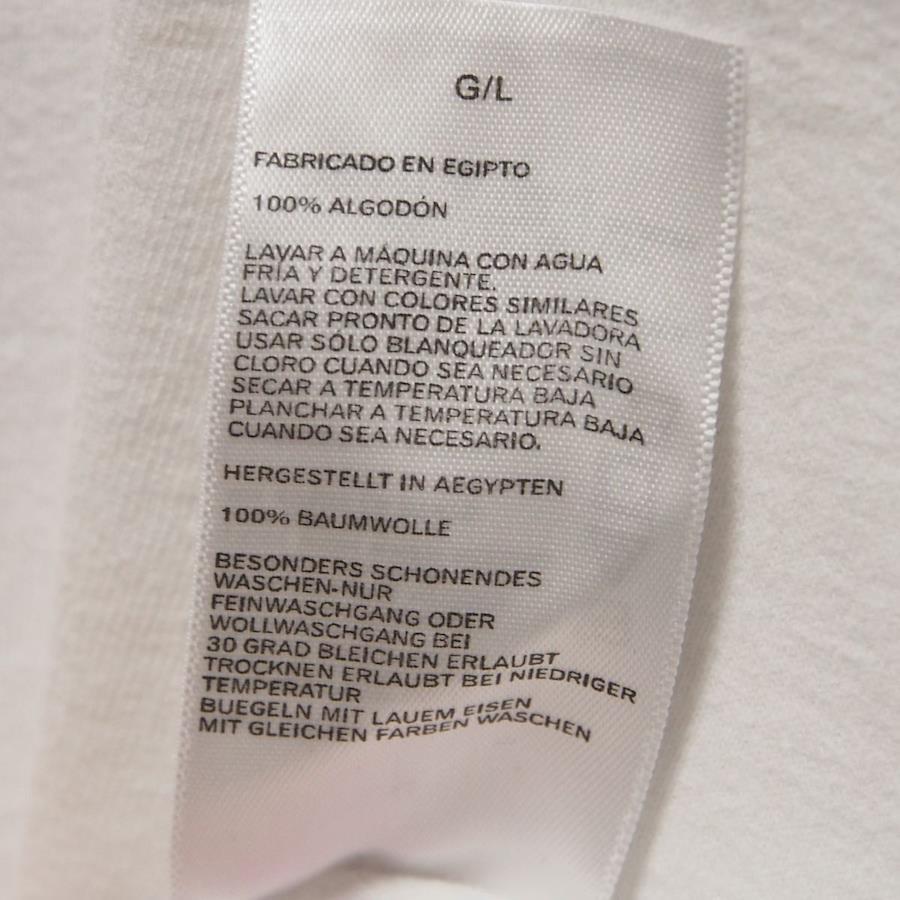 G/L
FABRICADO EN EGIPTO
100% ALGODÓN
LAVAR A MÁQUINA CON AGUA
FRÍA Y DETERGENTE.
LAVAR CON COLORES SIMILARES
SACAR PRONTO DE LA LAVADORA
USAR SÓLO BLANQUEADOR SIN
CLORO CUANDO SEA NECESARIO
SECAR A TEMPERATURA BAJA
PLANCHAR A TEMPERATURA BAJA
CUANDO SEA NECESARIO.
HERGESTELLT IN AEGYPTEN
100% BAUMWOLLE
BESONDERS SCHONENDES
WASCHEN-NUR
FEINWASCHGANG ODER
WOLLWASCHGANG BEI
30 GRAD BLEICHEN ERLAUBT
TROCKNEN ERLAUBT BEI NIEDRIGER
TEMPERATUR
BUEGELN MIT LAUEM EISEN
MIT GLEICHEN FARBEN WASCHEN